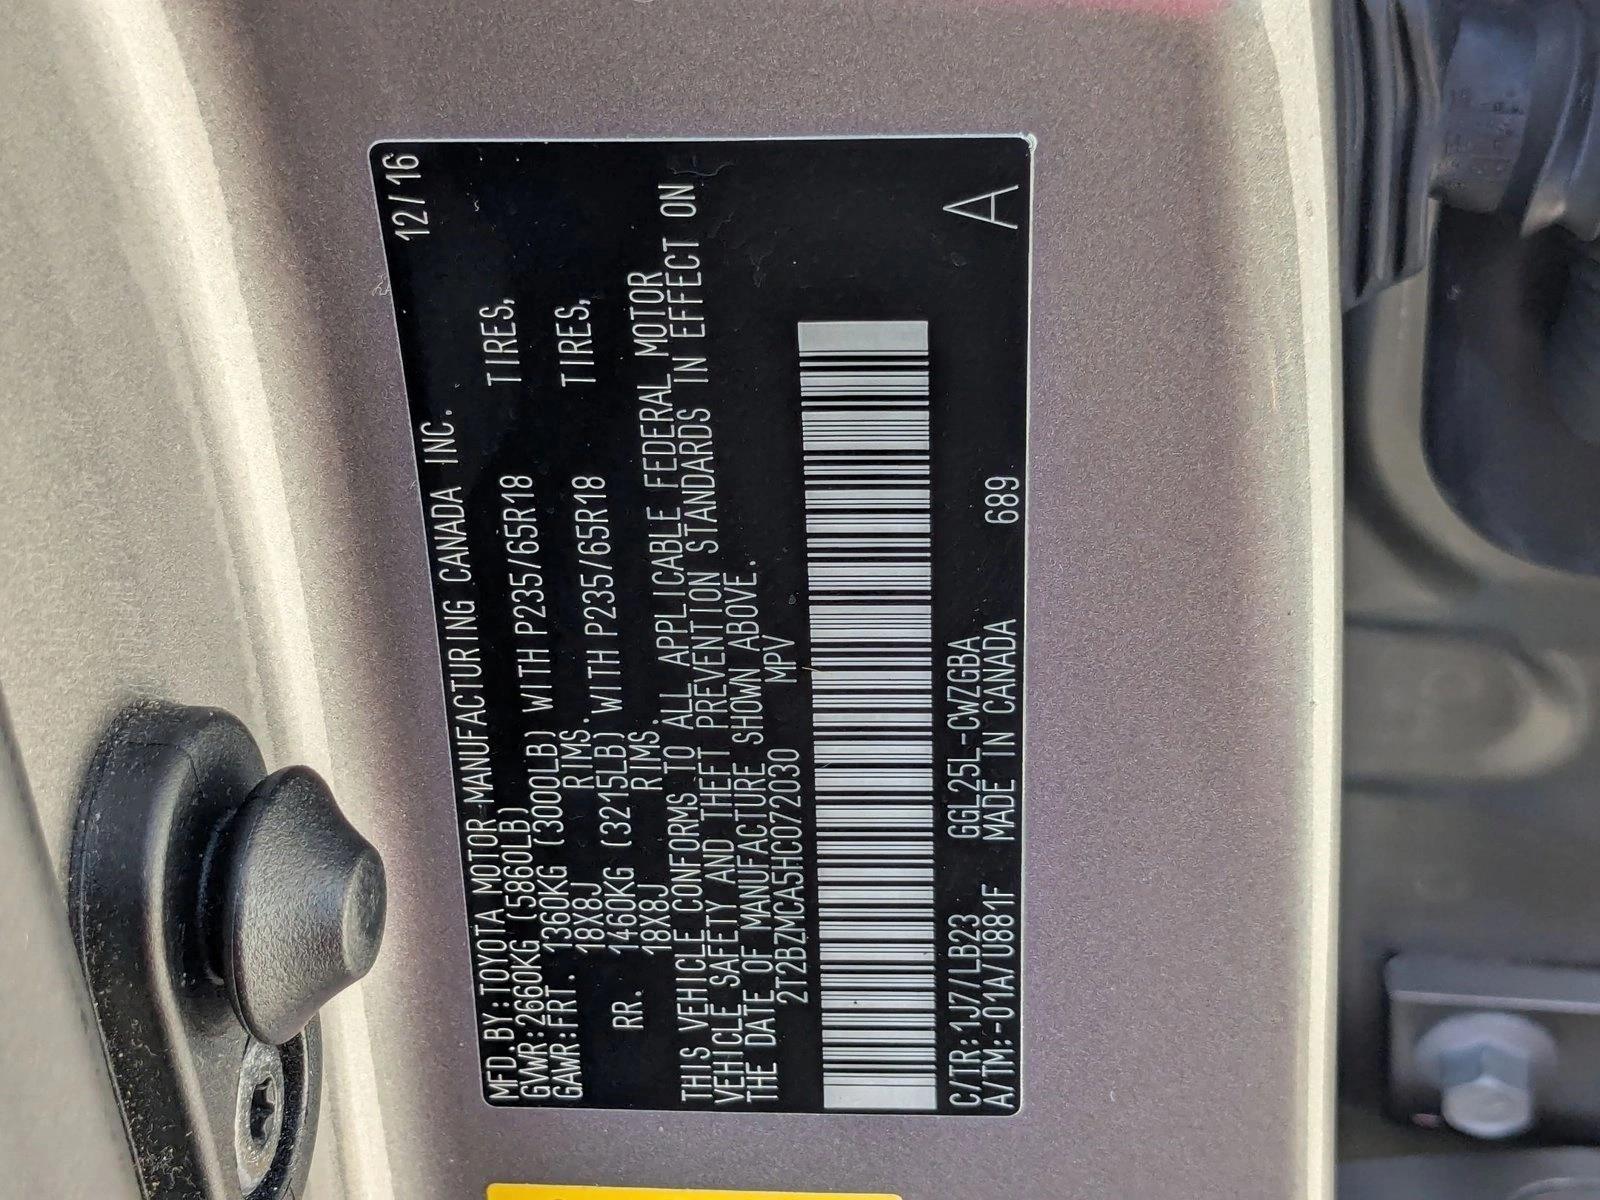 MFD.BY:TOYOTA MOTOR MANUFACTURING CANADA INC. 12/16
GVWR:2660KG (5860LB)
GAWR:FRT. 1360KG (3000LB) WITH P235/65R18 TIRES,
18X8J RIMS.
RR. 1460KG (3215LB) WITH P235/65R18 TIRES,
18X8J RIMS.
THIS VEHICLE CONFORMS TO ALL APPLICABLE FEDERAL MOTOR
VEHICLE SAFETY AND THEFT PREVENTION STANDARDS IN EFFECT ON
THE DATE OF MANUFACTURE SHOWN ABOVE.
2T2BZMCA5HC072030 MPV
C/TR:1J7/LB23 GGL25L-CWZGBA
A/TM:-01A/U881F MADE IN CANADA 689 A